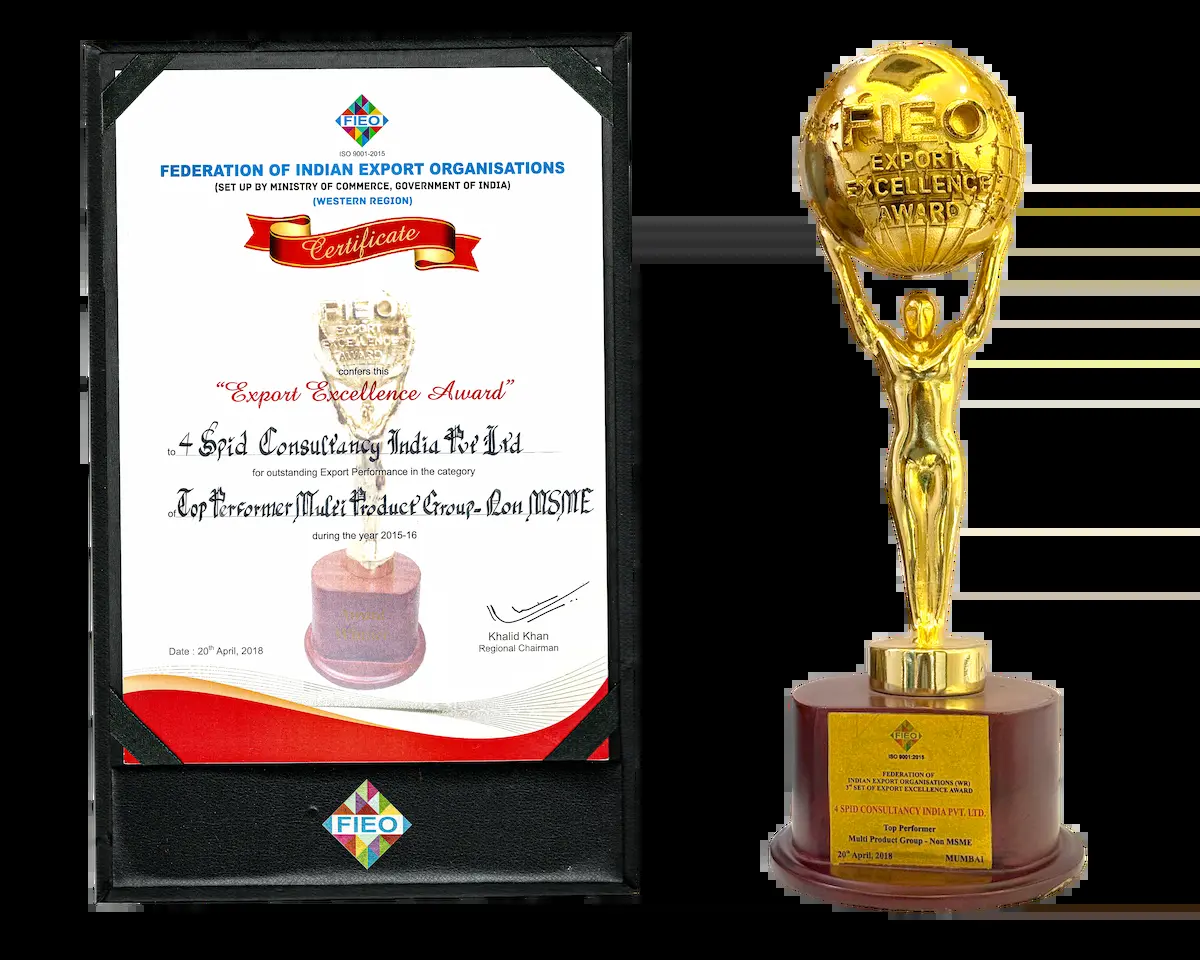 FIEO
ISO 9001-2015
FEDERATION OF INDIAN EXPORT ORGANISATIONS
(SET UP BY MINISTRY OF COMMERCE, GOVERNMENT OF INDIA)
(WESTERN REGION)
Certificate
FIEO
EXPORT
EXCELLENCE
AWARD
confers this
“Export Excellence Award”
to 4 Spid Consultancy India Pvt Ltd
for outstanding Export Performance in the category
of Top Performer Multi Product Group- Non MSME
during the year 2015-16
Khalid Khan
Regional Chairman
Date : 20th April, 2018
FIEO
FIEO
EXPORT
EXCELLENCE
AWARD
FIEO
ISO 9001:2015
FEDERATION OF
INDIAN EXPORT ORGANISATIONS (WR)
SET OF EXPORT EXCELLENCE AWARD
4 SPID CONSULTANCY INDIA PVT. LTD.
Top Performer
Multi Product Group - Non MSME
20th April, 2018 MUMBAI